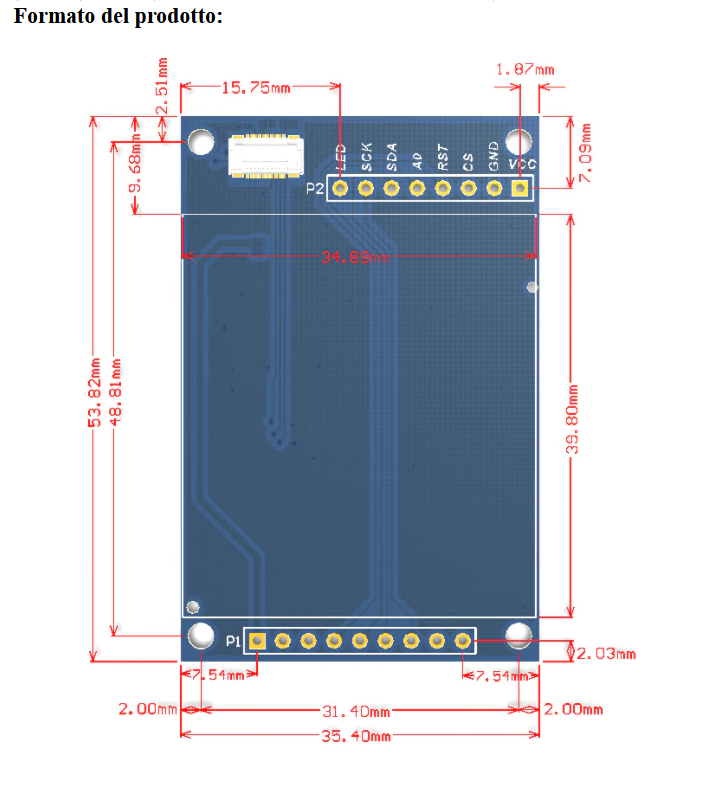 Formato del prodotto:
1.87mm
15.75mm
2.51mm
9.68mm
7.09mm
LED
SCK
SDA
A0
RST
CS
GND
VCC
P2
34.89mm
53.82mm
48.81mm
39.80mm
P1
2.03mm
7.54mm
7.54mm
2.00mm
31.40mm
2.00mm
35.40mm